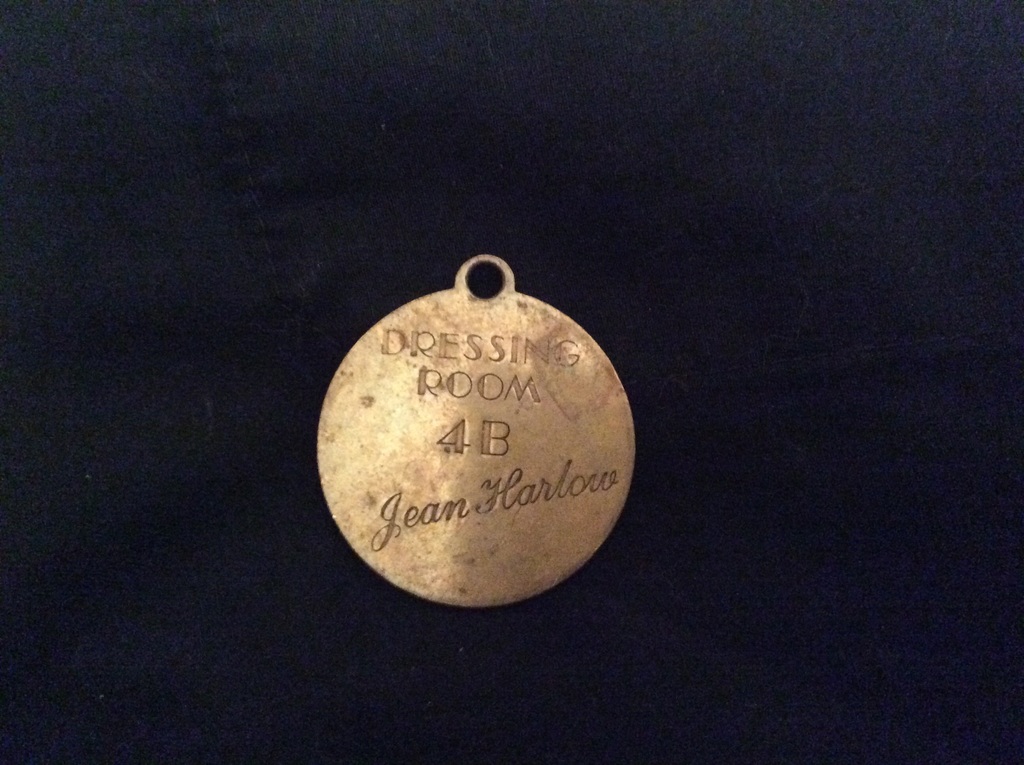 DRESSING
ROOM
4B
Jean Harlow